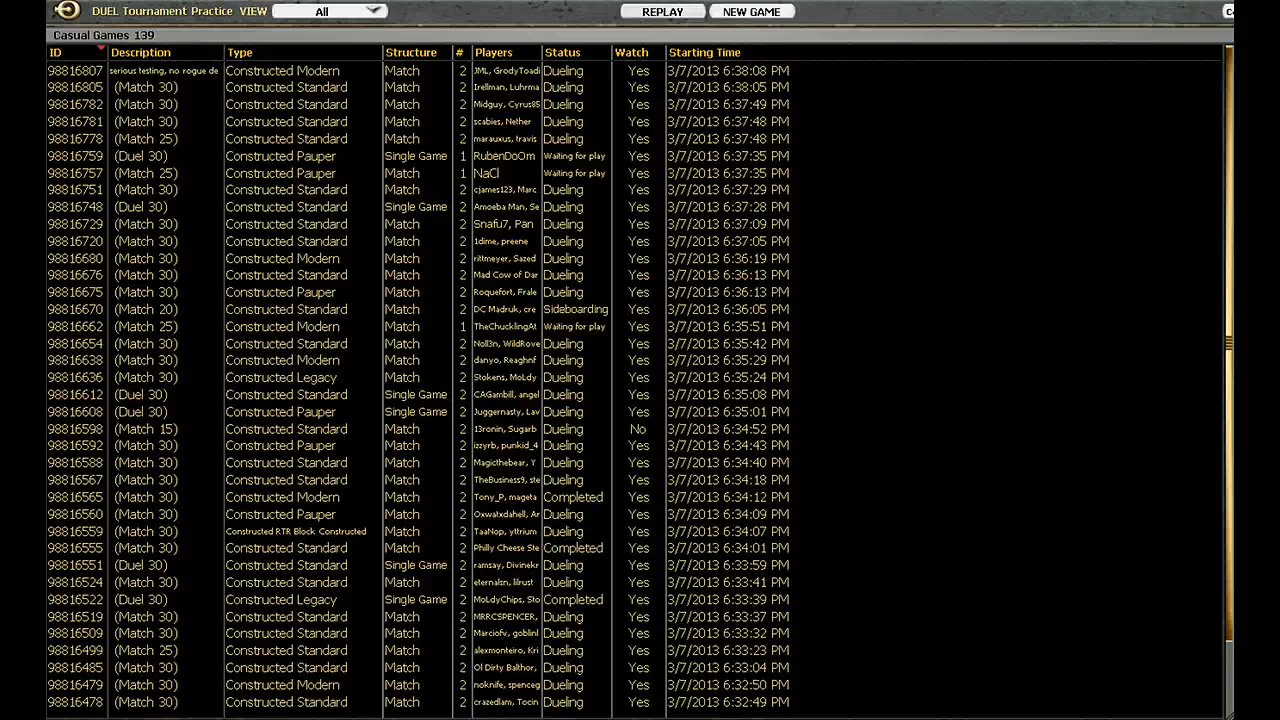 DUEL Tournament Practice VIEW All REPLAY NEW GAME
Casual Games 139
ID Description Type Structure # Players Status Watch Starting Time
98816807 serious testing, no rogue de Constructed Modern Match 2 JML, GrodyToadi Dueling Yes 3/7/2013 6:38:08 PM
98816805 (Match 30) Constructed Standard Match 2 Irellman, Luhrma Dueling Yes 3/7/2013 6:38:05 PM
98816782 (Match 30) Constructed Standard Match 2 Midguy, Cyrus85 Dueling Yes 3/7/2013 6:37:49 PM
98816781 (Match 30) Constructed Standard Match 2 scabies, Nether Dueling Yes 3/7/2013 6:37:48 PM
98816778 (Match 25) Constructed Standard Match 2 marauxus, travis Dueling Yes 3/7/2013 6:37:48 PM
98816759 (Duel 30) Constructed Pauper Single Game 1 RubenDoOm Waiting for play Yes 3/7/2013 6:37:35 PM
98816757 (Match 25) Constructed Pauper Match 1 NaCl Waiting for play Yes 3/7/2013 6:37:35 PM
98816751 (Match 30) Constructed Standard Match 2 cjames123, Marc Dueling Yes 3/7/2013 6:37:29 PM
98816748 (Duel 30) Constructed Standard Single Game 2 Amoeba Man, Se Dueling Yes 3/7/2013 6:37:28 PM
98816729 (Match 30) Constructed Standard Match 2 Snafu7, Pan Dueling Yes 3/7/2013 6:37:09 PM
98816720 (Match 30) Constructed Standard Match 2 1dime, preene Dueling Yes 3/7/2013 6:37:05 PM
98816680 (Match 30) Constructed Modern Match 2 rittmeyer, Sazed Dueling Yes 3/7/2013 6:36:19 PM
98816676 (Match 30) Constructed Standard Match 2 Mad Cow of Dar Dueling Yes 3/7/2013 6:36:13 PM
98816675 (Match 30) Constructed Pauper Match 2 Roquefort, Frale Dueling Yes 3/7/2013 6:36:13 PM
98816670 (Match 20) Constructed Standard Match 2 DC Madruk, cre Sideboarding Yes 3/7/2013 6:36:05 PM
98816662 (Match 25) Constructed Modern Match 1 TheChucklingAt Waiting for play Yes 3/7/2013 6:35:51 PM
98816654 (Match 30) Constructed Standard Match 2 Noll3n, WildRove Dueling Yes 3/7/2013 6:35:42 PM
98816638 (Match 30) Constructed Modern Match 2 danyo, Reaghnf Dueling Yes 3/7/2013 6:35:29 PM
98816636 (Match 30) Constructed Legacy Match 2 Stokens, MoLdy Dueling Yes 3/7/2013 6:35:24 PM
98816612 (Duel 30) Constructed Standard Single Game 2 CAGambill, angel Dueling Yes 3/7/2013 6:35:08 PM
98816608 (Duel 30) Constructed Pauper Single Game 2 Juggernasty, Lav Dueling Yes 3/7/2013 6:35:01 PM
98816598 (Match 15) Constructed Standard Match 2 13ronin, Sugarb Dueling No 3/7/2013 6:34:52 PM
98816592 (Match 30) Constructed Pauper Match 2 izzyrb, punkid_4 Dueling Yes 3/7/2013 6:34:43 PM
98816588 (Match 30) Constructed Standard Match 2 Magicthebear, Y Dueling Yes 3/7/2013 6:34:40 PM
98816567 (Match 30) Constructed Standard Match 2 TheBusiness9, ste Dueling Yes 3/7/2013 6:34:18 PM
98816565 (Match 30) Constructed Modern Match 2 Tony_P, mageta Completed Yes 3/7/2013 6:34:12 PM
98816560 (Match 30) Constructed Pauper Match 2 Oxwatxdahell, Ar Dueling Yes 3/7/2013 6:34:09 PM
98816559 (Match 30) Constructed RTR Block Constructed Match 2 TaaNop, yttrium Dueling Yes 3/7/2013 6:34:07 PM
98816555 (Match 30) Constructed Standard Match 2 Philly Cheese Ste Completed Yes 3/7/2013 6:34:01 PM
98816551 (Duel 30) Constructed Standard Single Game 2 ramsay, Divinekr Dueling Yes 3/7/2013 6:33:59 PM
98816524 (Match 30) Constructed Standard Match 2 eternalsn, lilrust Dueling Yes 3/7/2013 6:33:41 PM
98816522 (Duel 30) Constructed Legacy Single Game 2 MoLdyChips, Sto Completed Yes 3/7/2013 6:33:39 PM
98816519 (Match 30) Constructed Standard Match 2 MRRCSPENCER, Dueling Yes 3/7/2013 6:33:37 PM
98816509 (Match 30) Constructed Standard Match 2 Marciofv, goblinl Dueling Yes 3/7/2013 6:33:32 PM
98816499 (Match 25) Constructed Standard Match 2 alexmonteiro, Kri Dueling Yes 3/7/2013 6:33:23 PM
98816485 (Match 30) Constructed Standard Match 2 Ol Dirty Balthor, Dueling Yes 3/7/2013 6:33:04 PM
98816479 (Match 30) Constructed Modern Match 2 noknife, spenceg Dueling Yes 3/7/2013 6:32:50 PM
98816478 (Match 30) Constructed Standard Match 2 crazedlam, Tocin Dueling Yes 3/7/2013 6:32:49 PM